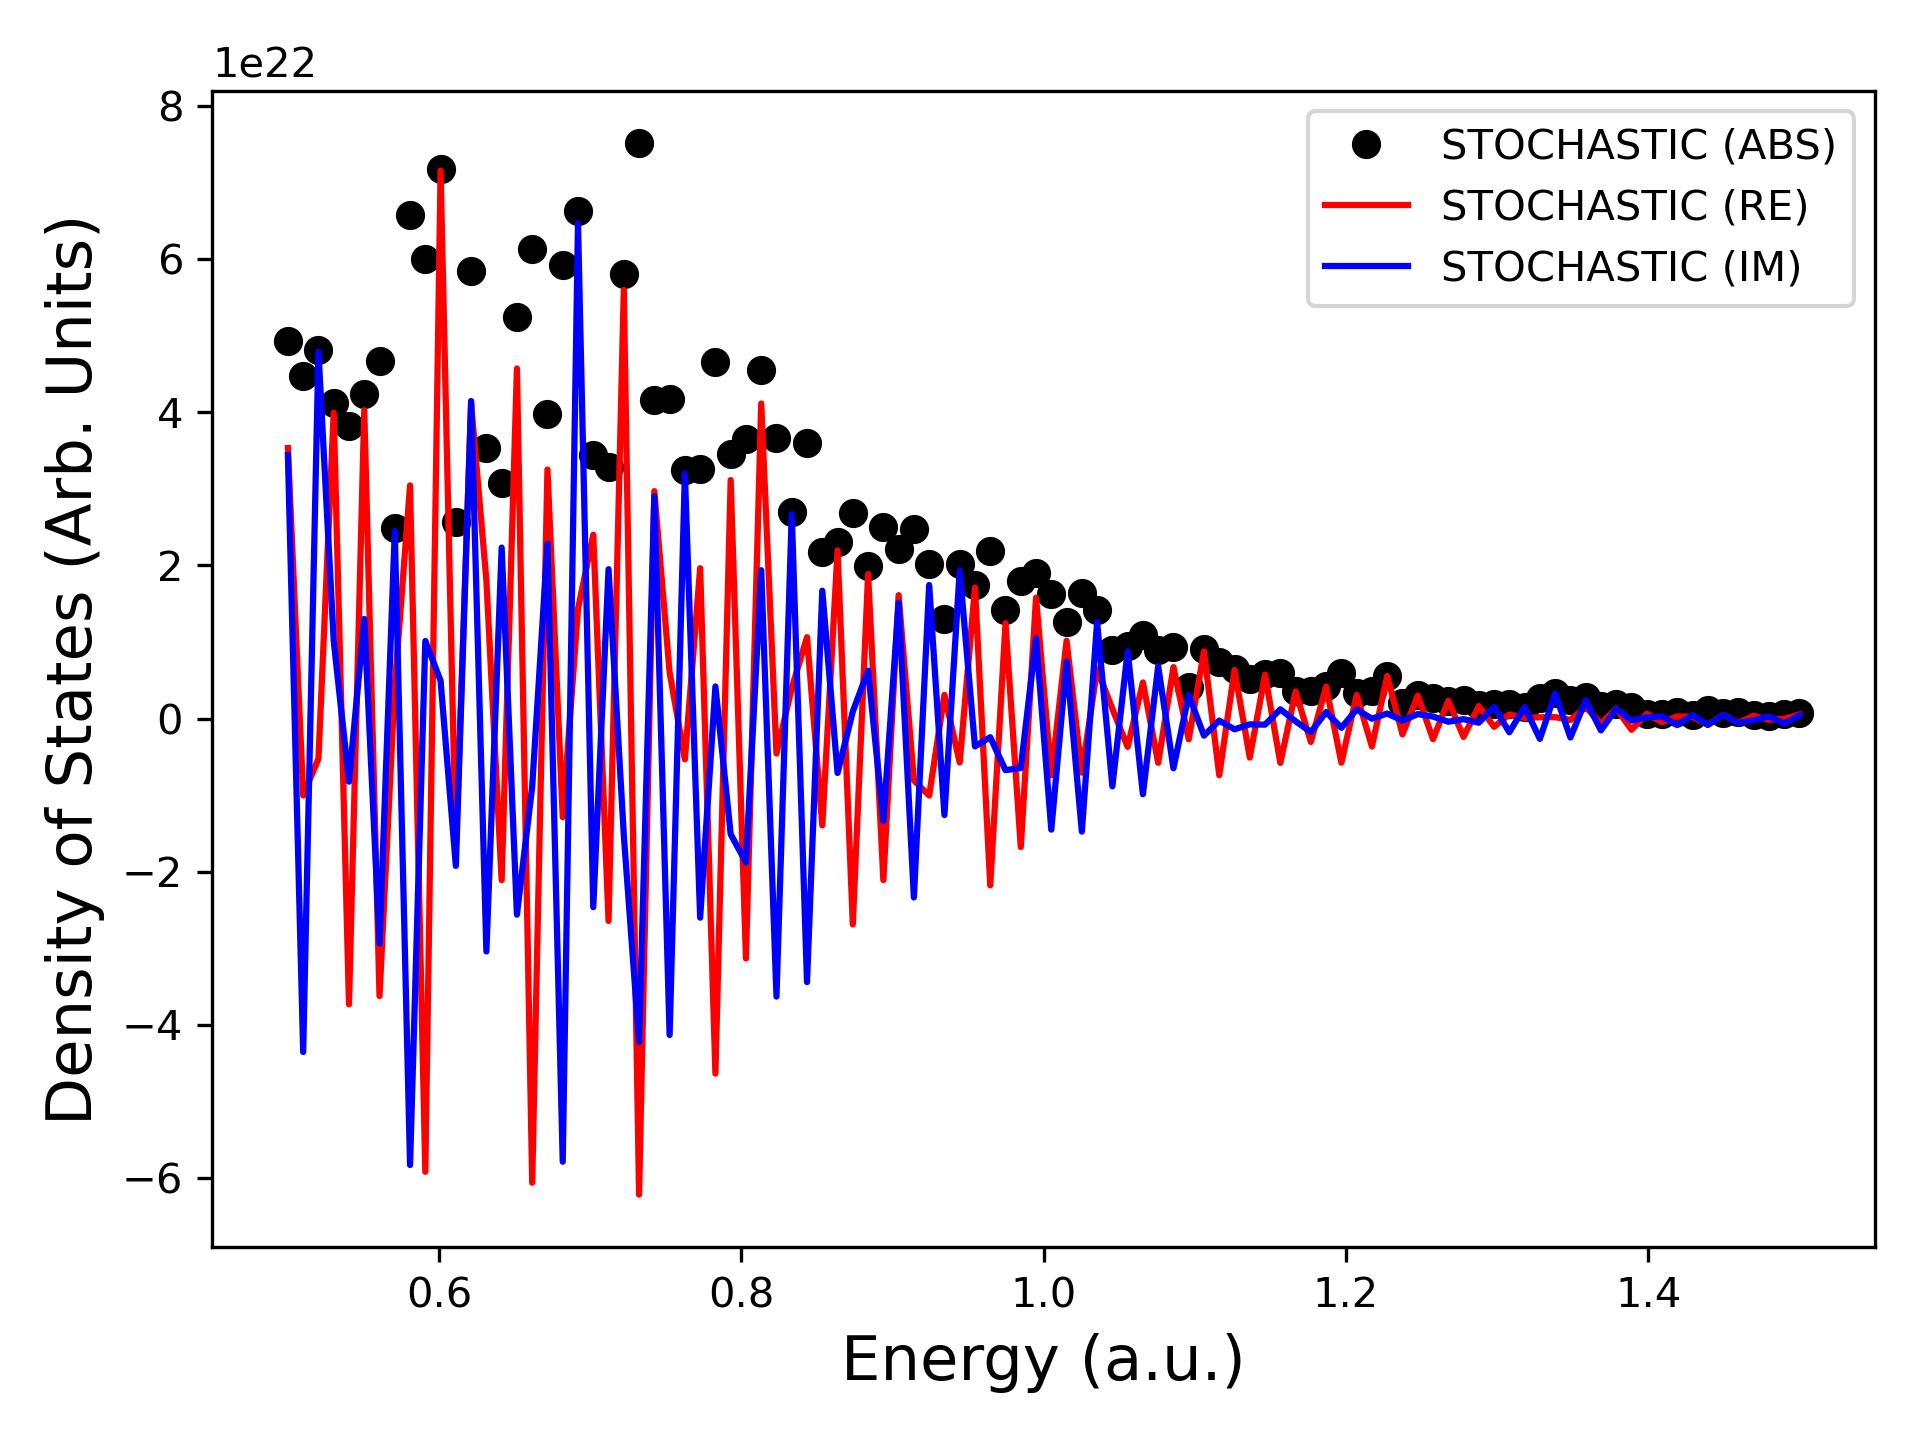 1e22
8
6
4
2
0
−2
−4
−6
Density of States (Arb. Units)
STOCHASTIC (ABS)
STOCHASTIC (RE)
STOCHASTIC (IM)
0.6 0.8 1.0 1.2 1.4
Energy (a.u.)